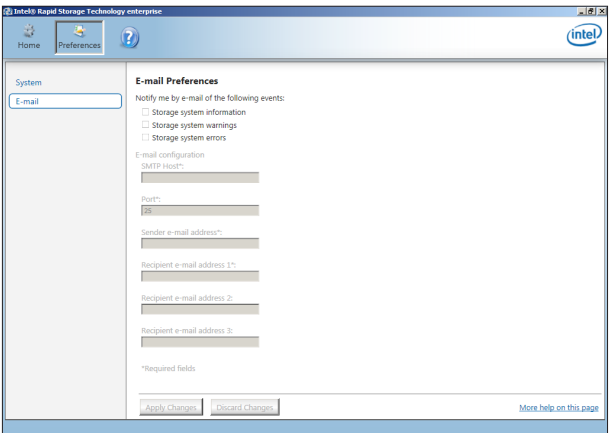 Intel® Rapid Storage Technology enterprise
Home
Preferences
?
intel
System
E-mail
E-mail Preferences
Notify me by e-mail of the following events:
Storage system information
Storage system warnings
Storage system errors
E-mail configuration
SMTP Host*:
Port*:
25
Sender e-mail address*:
Recipient e-mail address 1*:
Recipient e-mail address 2:
Recipient e-mail address 3:
*Required fields
Apply Changes Discard Changes More help on this page